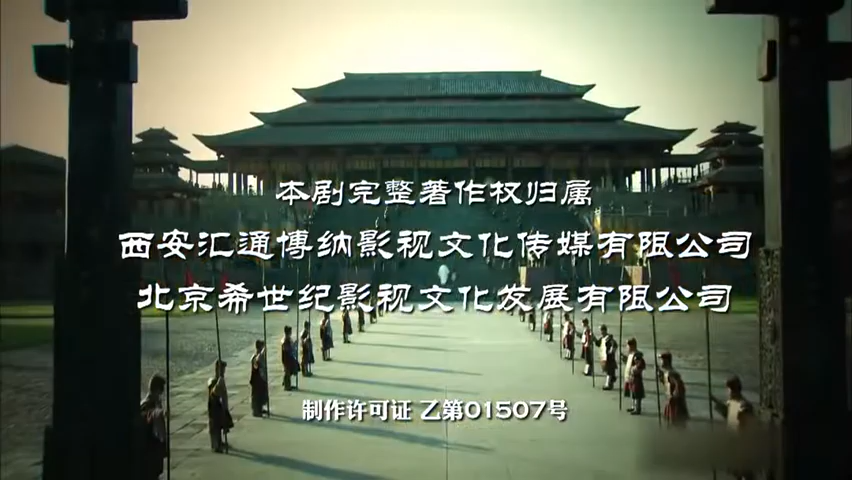 本剧完整著作权归属
西安汇通博纳影视文化传媒有限公司
北京希世纪影视文化发展有限公司
制作许可证 乙第01507号